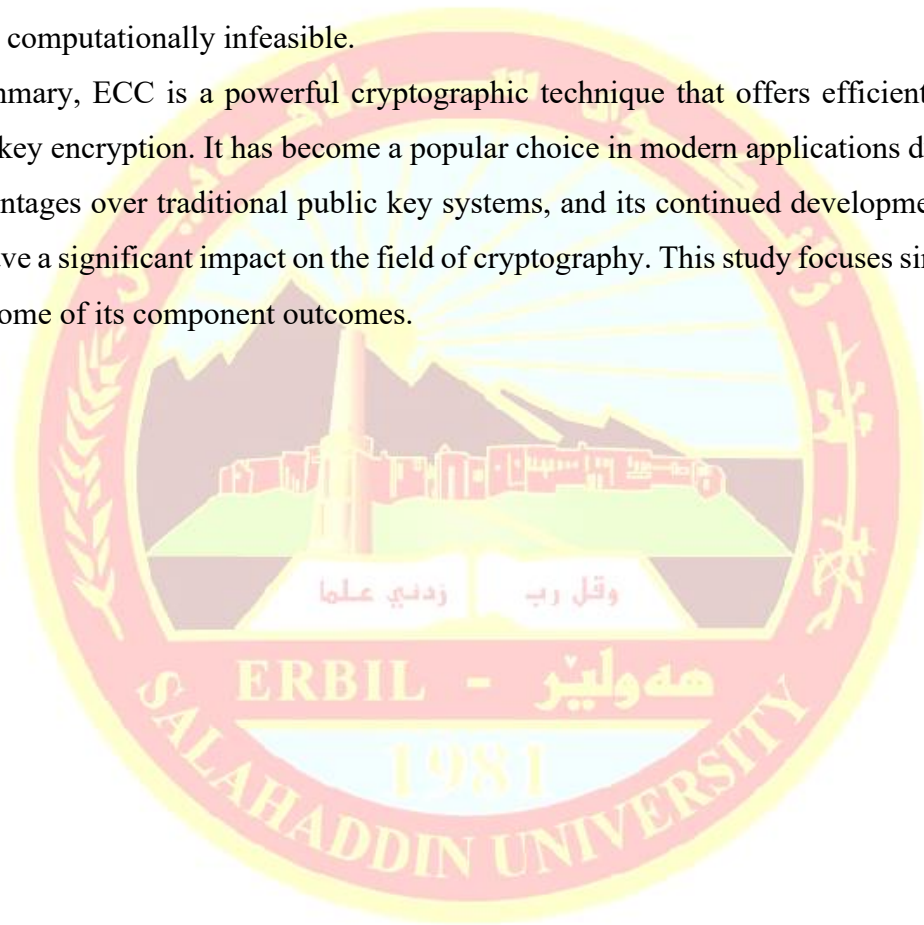 computationally infeasible.
nmary, ECC is a powerful cryptographic technique that offers efficient
key encryption. It has become a popular choice in modern applications d
ntages over traditional public key systems, and its continued developme
ve a significant impact on the field of cryptography. This study focuses sin
ome of its component outcomes.
وقل رب زدني علما
ERBIL - هەولێر
1981
SALAHADDIN UNIVERSITY